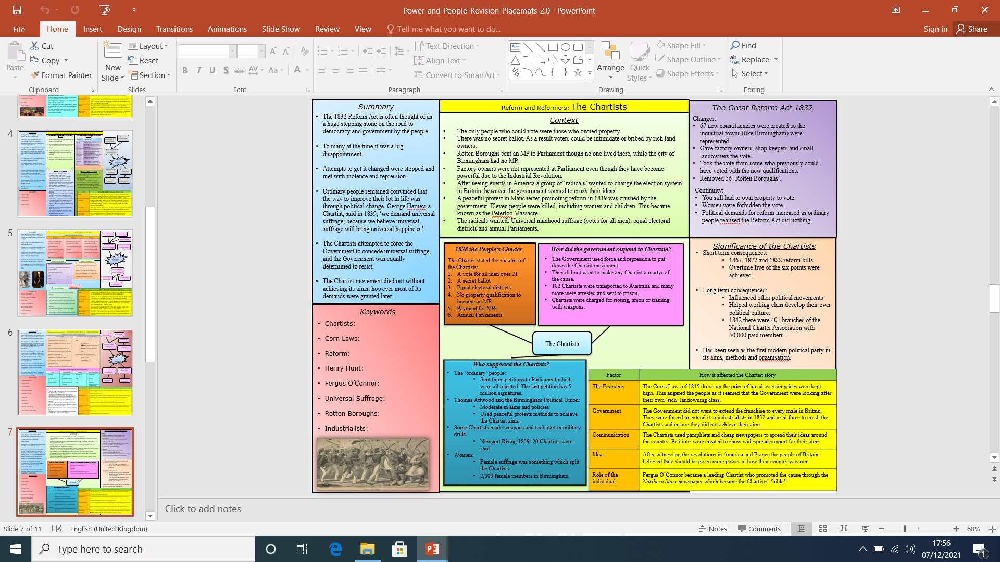 Power-and-People-Revision-Placemats-2.0 - PowerPoint
File
Home
Insert
Design
Transitions
Animations
Slide Show
Review
View
Tell me what you want to do...
Sign in
Share
Paste
Cut
Copy
Format Painter
Clipboard
New
Slide
Layout
Reset
Section
Slides
B I U S abc AV Aa A
Font
Text Direction
Align Text
Convert to SmartArt
Paragraph
Arrange
Quick
Styles
Shape Fill
Shape Outline
Shape Effects
Drawing
Find
Replace
Select
Editing
4
5
6
7
Summary
• The 1832 Reform Act is often thought of as
a huge stepping stone on the road to
democracy and government by the people.
• To many at the time it was a big
disappointment.
• Attempts to get it changed were stopped and
met with violence and repression.
• Ordinary people remained convinced that
the way to improve their lot in life was
through political change. George Harney, a
Chartist, said in 1839, ‘we demand universal
suffrage, because we believe universal
suffrage will bring universal happiness.’
• The Chartists attempted to force the
Government to concede universal suffrage,
and the Government was equally
determined to resist.
• The Chartist movement died out without
achieving its aims; however most of its
demands were granted later.
Keywords
• Chartists:
• Corn Laws:
• Reform:
• Henry Hunt:
• Fergus O’Connor:
• Universal Suffrage:
• Rotten Boroughs:
• Industrialists:
Reform and Reformers: The Chartists
Context
• The only people who could vote were those who owned property.
• There was no secret ballot. As a result voters could be intimidate or bribed by rich land
owners.
• Rotten Boroughs sent an MP to Parliament though no one lived there, while the city of
Birmingham had no MP.
• Factory owners were not represented at Parliament even though they have become
powerful due to the Industrial Revolution.
• After seeing events in America a group of ‘radicals’ wanted to change the election system
in Britain, however the government wanted to crush their ideas.
• A peaceful protest in Manchester promoting reform in 1819 was crushed by the
government. Eleven people were killed, including women and children. This became
known as the Peterloo Massacre.
• The radicals wanted: Universal manhood suffrage (votes for all men), equal electoral
districts and annual Parliaments.
The Great Reform Act 1832
Changes:
• 67 new constituencies were created so the
industrial towns (like Birmingham) were
represented.
• Gave factory owners, shop keepers and small
landowners the vote.
• Took the vote from some who previously could
have voted with the new qualifications.
• Removed 56 ‘Rotten Boroughs’.
Continuity:
• You still had to own property to vote.
• Women were forbidden the vote.
• Political demands for reform increased as ordinary
people realised the Reform Act did nothing.
1838 the People’s Charter
The Charter stated the six aims of
the Chartists:
1. A vote for all men over 21
2. A secret ballot
3. Equal electoral districts
4. No property qualification to
become an MP
5. Payment for MPs
6. Annual Parliaments
How did the government respond to Chartism?
• The Government used force and repression to put
down the Chartist movement.
• They did not want to make any Chartist a martyr of
the cause.
• 102 Chartists were transported to Australia and many
more were arrested and sent to prison.
• Chartists were charged for rioting, arson or training
with weapons.
The Chartists
Who supported the Chartists?
• The ‘ordinary’ people:
• Sent three petitions to Parliament which
were all rejected. The last petition has 5
million signatures.
• Thomas Attwood and the Birmingham Political Union:
• Moderate in aims and policies
• Used peaceful protests methods to achieve
the Chartist aims
• Some Chartists made weapons and took part in military
drills.
• Newport Rising 1839: 20 Chartists were
shot.
• Women:
• Female suffrage was something which split
the Chartists.
• 2,000 female members in Birmingham
Significance of the Chartists
• Short term consequences:
• 1867, 1872 and 1888 reform bills
• Overtime five of the six points were
achieved.
• Long term consequences:
• Influenced other political movements
• Helped working class develop their own
political culture.
• 1842 there were 401 branches of the
National Charter Association with
50,000 paid members.
• Has been seen as the first modern political party in
its aims, methods and organisation.
Factor How it affected the Chartist story
The Economy
The Corns Laws of 1815 drove up the price of bread as grain prices were kept
high. This angered the people as it seemed that the Government were looking after
their own ‘rich’ landowning class.
Government
The Government did not want to extend the franchise to every male in Britain.
They were forced to extend it to industrialists in 1832 and used force to crush the
Chartists and ensure they did not achieve their aims.
Communication
The Chartists used pamphlets and cheap newspapers to spread their ideas around
the country. Petitions were created to show widespread support for their aims.
Ideas
After witnessing the revolutions in America and France the people of Britain
believed they should be given more power in how their country was run.
Role of the
individual
Fergus O’Connor became a leading Chartist who promoted the cause through the
Northern Starr newspaper which became the Chartists’ ‘bible’.
Click to add notes
Slide 7 of 11
English (United Kingdom)
Notes
Comments
60%
Type here to search
17:56
07/12/2021
1